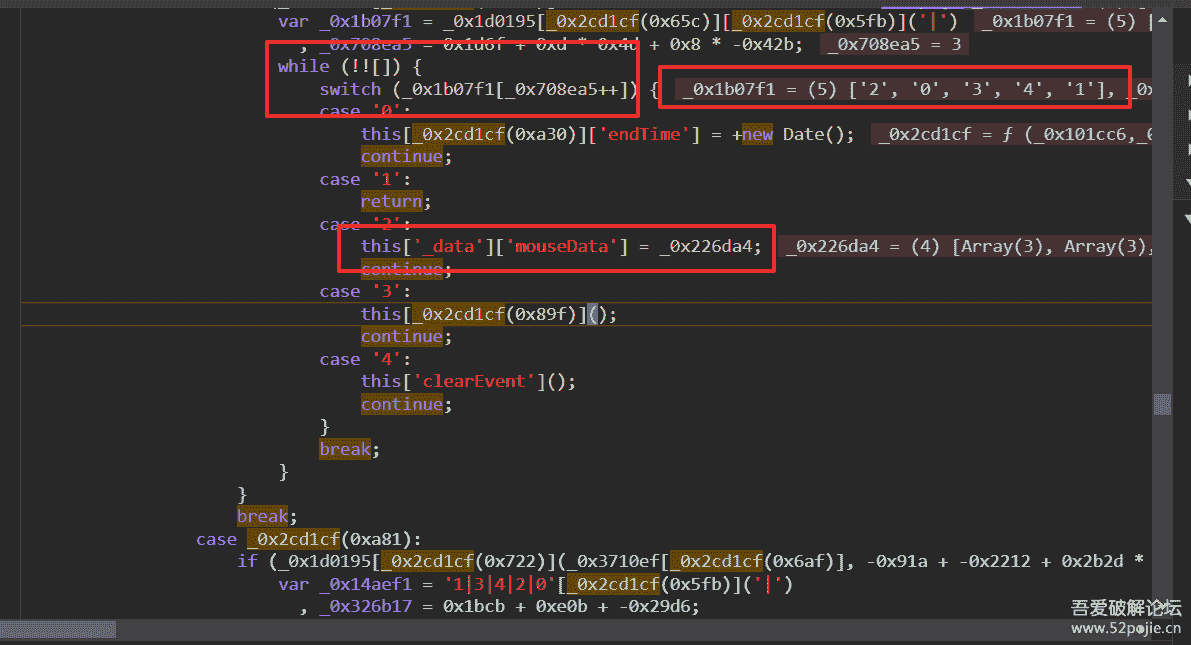 var _0x1b07f1 = _0x1d0195[_0x2cd1cf(0x65c)][_0x2cd1cf(0x5fb)]('|') _0x1b07f1 = (5) [
, _0x708ea5 = 0x1d6f + 0xd * 0x4b + 0x8 * -0x42b; _0x708ea5 = 3
while (!![]) {
switch (_0x1b07f1[_0x708ea5++]) { _0x1b07f1 = (5) ['2', '0', '3', '4', '1'], _0x
case '0':
this[_0x2cd1cf(0xa30)]['endTime'] = +new Date(); _0x2cd1cf = ƒ (_0x101cc6,_0
continue;
case '1':
return;
case '2':
this['_data']['mouseData'] = _0x226da4; _0x226da4 = (4) [Array(3), Array(3),
continue;
case '3':
this[_0x2cd1cf(0x89f)]();
continue;
case '4':
this['clearEvent']();
continue;
}
break;
}
}
break;
case _0x2cd1cf(0xa81):
if (_0x1d0195[_0x2cd1cf(0x722)](_0x3710ef[_0x2cd1cf(0x6af)], -0x91a + -0x2212 + 0x2b2d *
var _0x14aef1 = '1|3|4|2|0'[_0x2cd1cf(0x5fb)]('|')
, _0x326b17 = 0x1bcb + 0xe0b + -0x29d6;
吾爱破解论坛
www.52pojie.cn